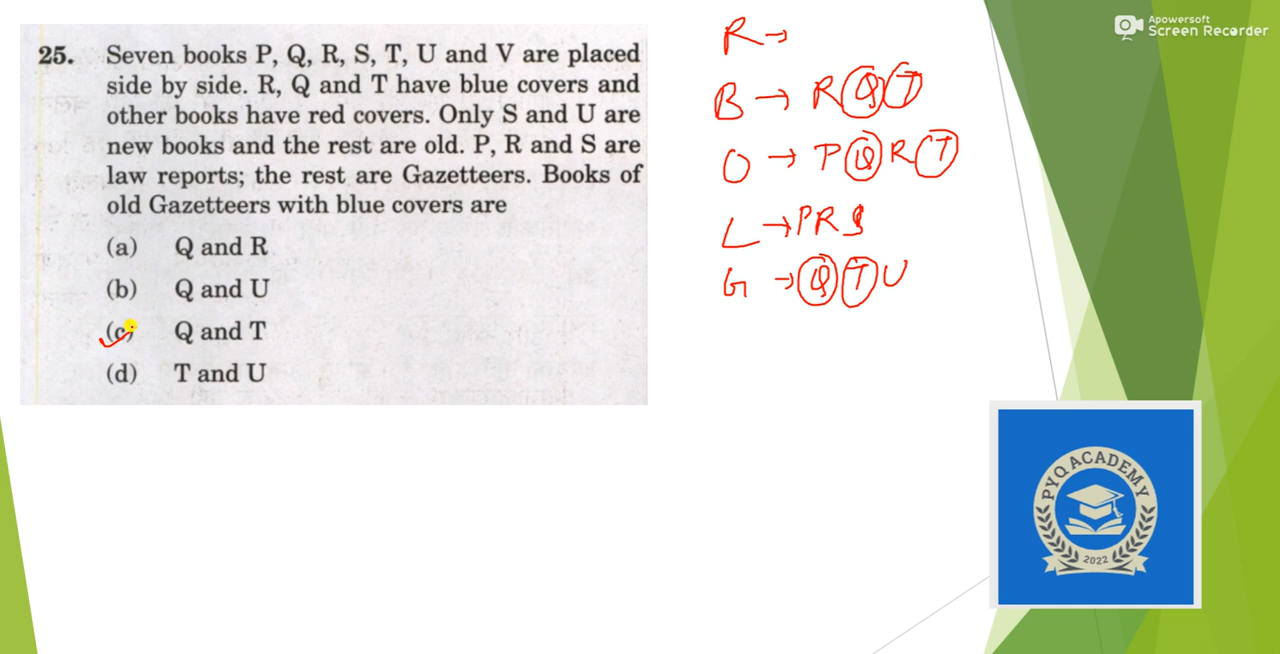 25. Seven books P, Q, R, S, T, U and V are placed
side by side. R, Q and T have blue covers and
other books have red covers. Only S and U are
new books and the rest are old. P, R and S are
law reports; the rest are Gazetteers. Books of
old Gazetteers with blue covers are
(a) Q and R
(b) Q and U
(c) Q and T
(d) T and U
R →
B → R Q T
O → P Q R T
L → P R S
G → Q T U
Apowersoft
Screen Recorder
PYQ ACADEMY
2022